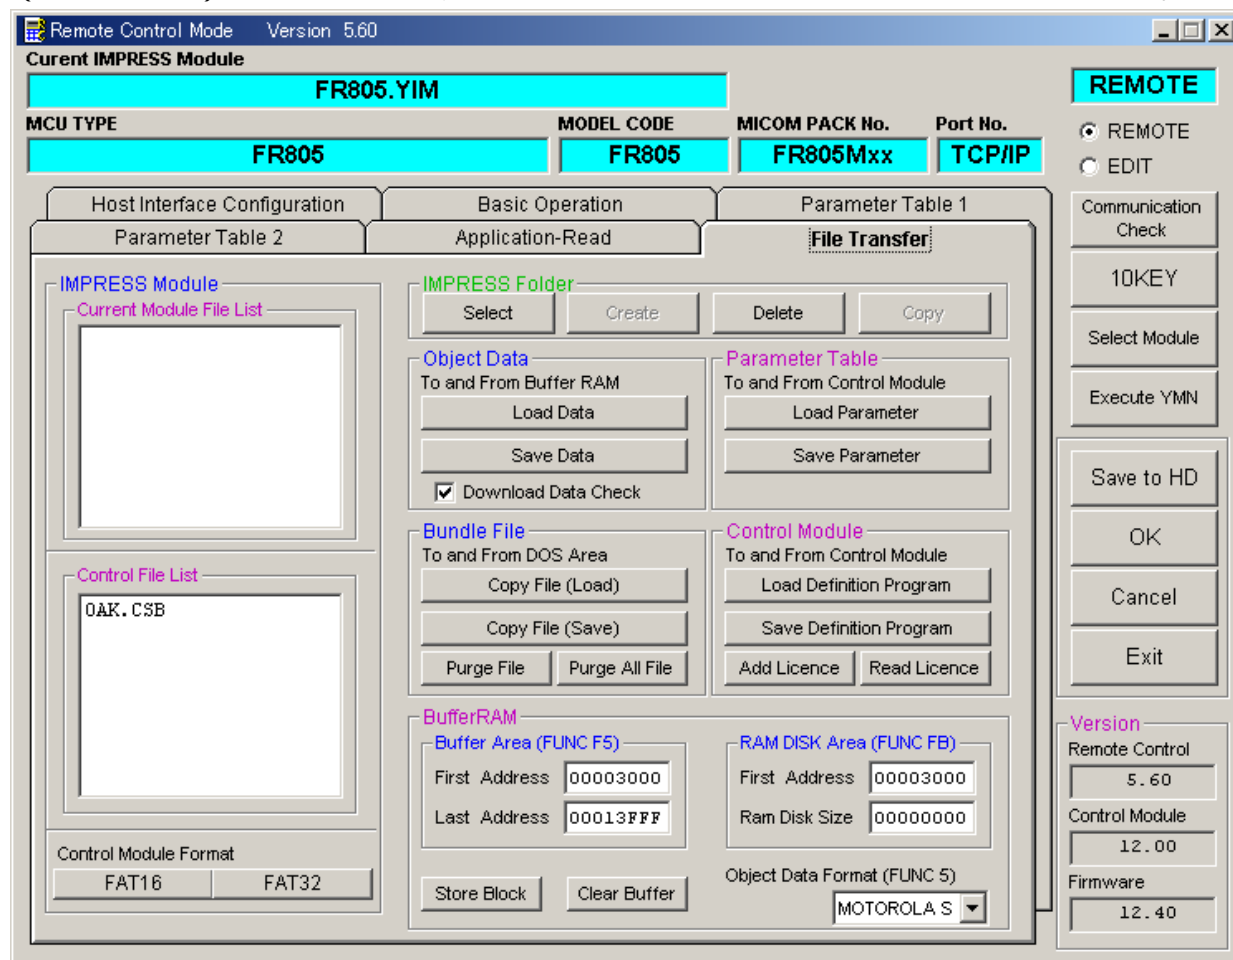 Remote Control Mode Version 5.60
Curent IMPRESS Module
FR805.YIM
REMOTE
MCU TYPE MODEL CODE MICOM PACK No. Port No.
FR805 FR805 FR805Mxx TCP/IP
REMOTE
EDIT
Host Interface Configuration Basic Operation Parameter Table 1
Parameter Table 2 Application-Read File Transfer
IMPRESS Module
Current Module File List
Control File List
OAK.CSB
Control Module Format
FAT16 FAT32
IMPRESS Folder
Select Create Delete Copy
Object Data
To and From Buffer RAM
Load Data
Save Data
Download Data Check
Parameter Table
To and From Control Module
Load Parameter
Save Parameter
Bundle File
To and From DOS Area
Copy File (Load)
Copy File (Save)
Purge File Purge All File
Control Module
To and From Control Module
Load Definition Program
Save Definition Program
Add Licence Read Licence
BufferRAM
Buffer Area (FUNC F5)
First Address 00003000
Last Address 00013FFF
RAM DISK Area (FUNC FB)
First Address 00003000
Ram Disk Size 00000000
Store Block Clear Buffer
Object Data Format (FUNC 5)
MOTOROLA S
Communication
Check
10KEY
Select Module
Execute YMN
Save to HD
OK
Cancel
Exit
Version
Remote Control
5.60
Control Module
12.00
Firmware
12.40